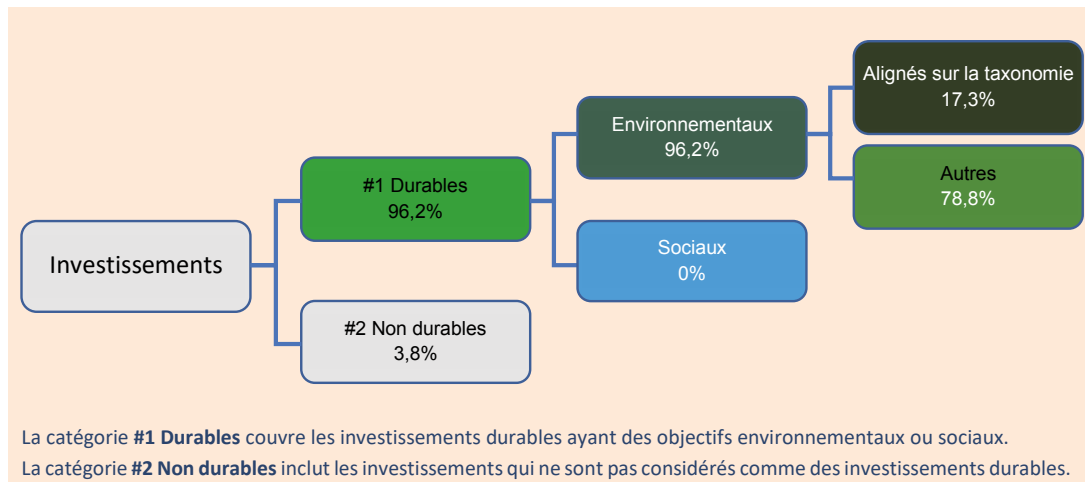 Investissements
#1 Durables
96,2%
#2 Non durables
3,8%
Environnementaux
96,2%
Sociaux
0%
Alignés sur la taxonomie
17,3%
Autres
78,8%
La catégorie #1 Durables couvre les investissements durables ayant des objectifs environnementaux ou sociaux.
La catégorie #2 Non durables inclut les investissements qui ne sont pas considérés comme des investissements durables.